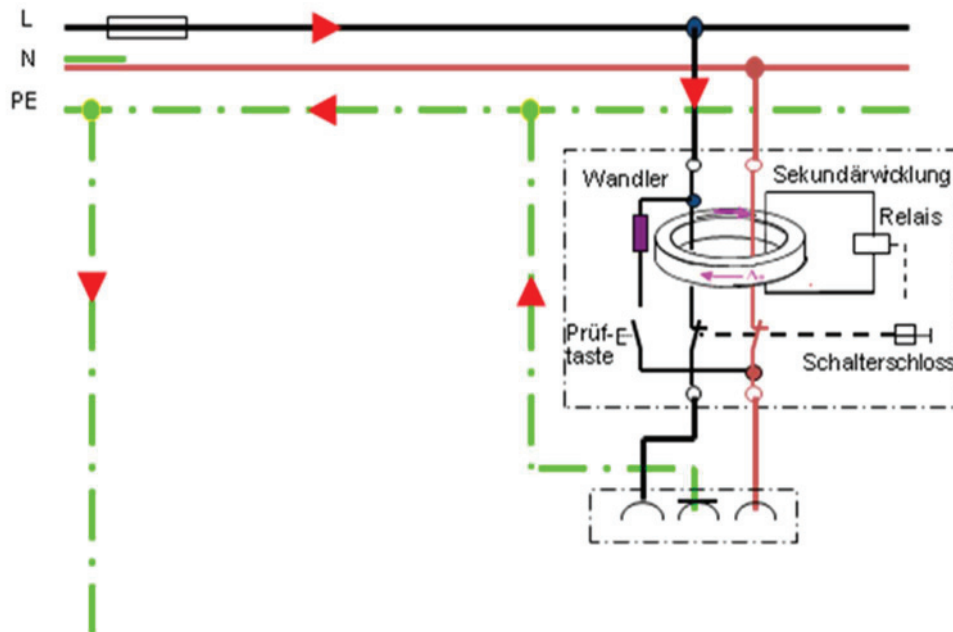 L
N
PE
Wandler
Sekundärwicklung
Relais
Prüf-
taste
Schalterschloss